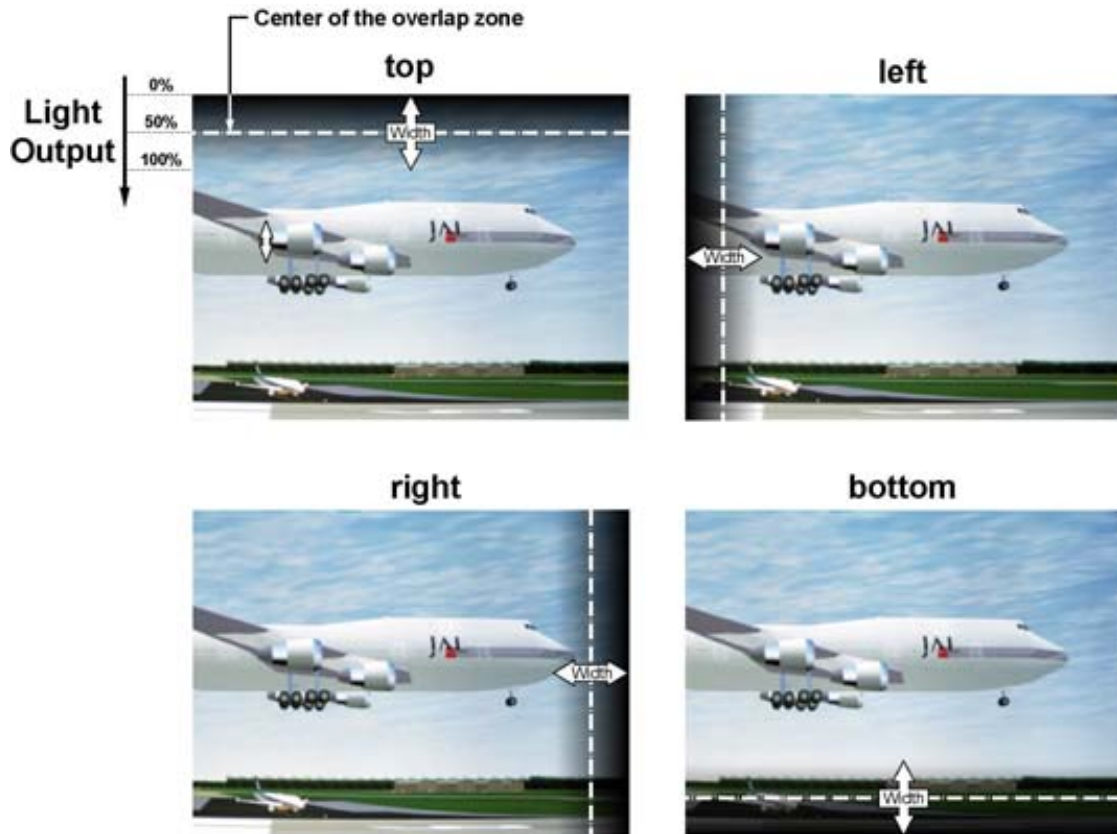 Center of the overlap zone
top
left
Light
Output
0%
50%
100%
Width
JAL
Width
JAL
right
bottom
JAL
Width
JAL
Width